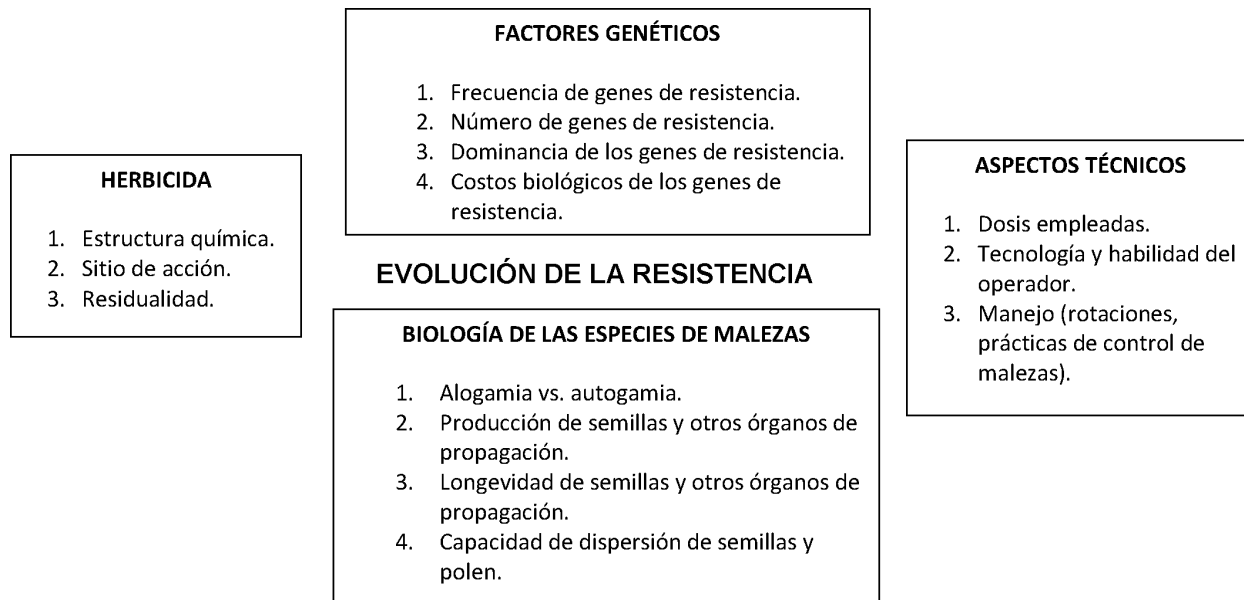 FACTORES GENÉTICOS
1. Frecuencia de genes de resistencia.
2. Número de genes de resistencia.
3. Dominancia de los genes de resistencia.
4. Costos biológicos de los genes de
resistencia.
HERBICIDA
1. Estructura química.
2. Sitio de acción.
3. Residualidad.
EVOLUCIÓN DE LA RESISTENCIA
ASPECTOS TÉCNICOS
1. Dosis empleadas.
2. Tecnología y habilidad del
operador.
3. Manejo (rotaciones,
prácticas de control de
malezas).
BIOLOGÍA DE LAS ESPECIES DE MALEZAS
1. Alogamia vs. autogamia.
2. Producción de semillas y otros órganos de
propagación.
3. Longevidad de semillas y otros órganos de
propagación.
4. Capacidad de dispersión de semillas y
polen.